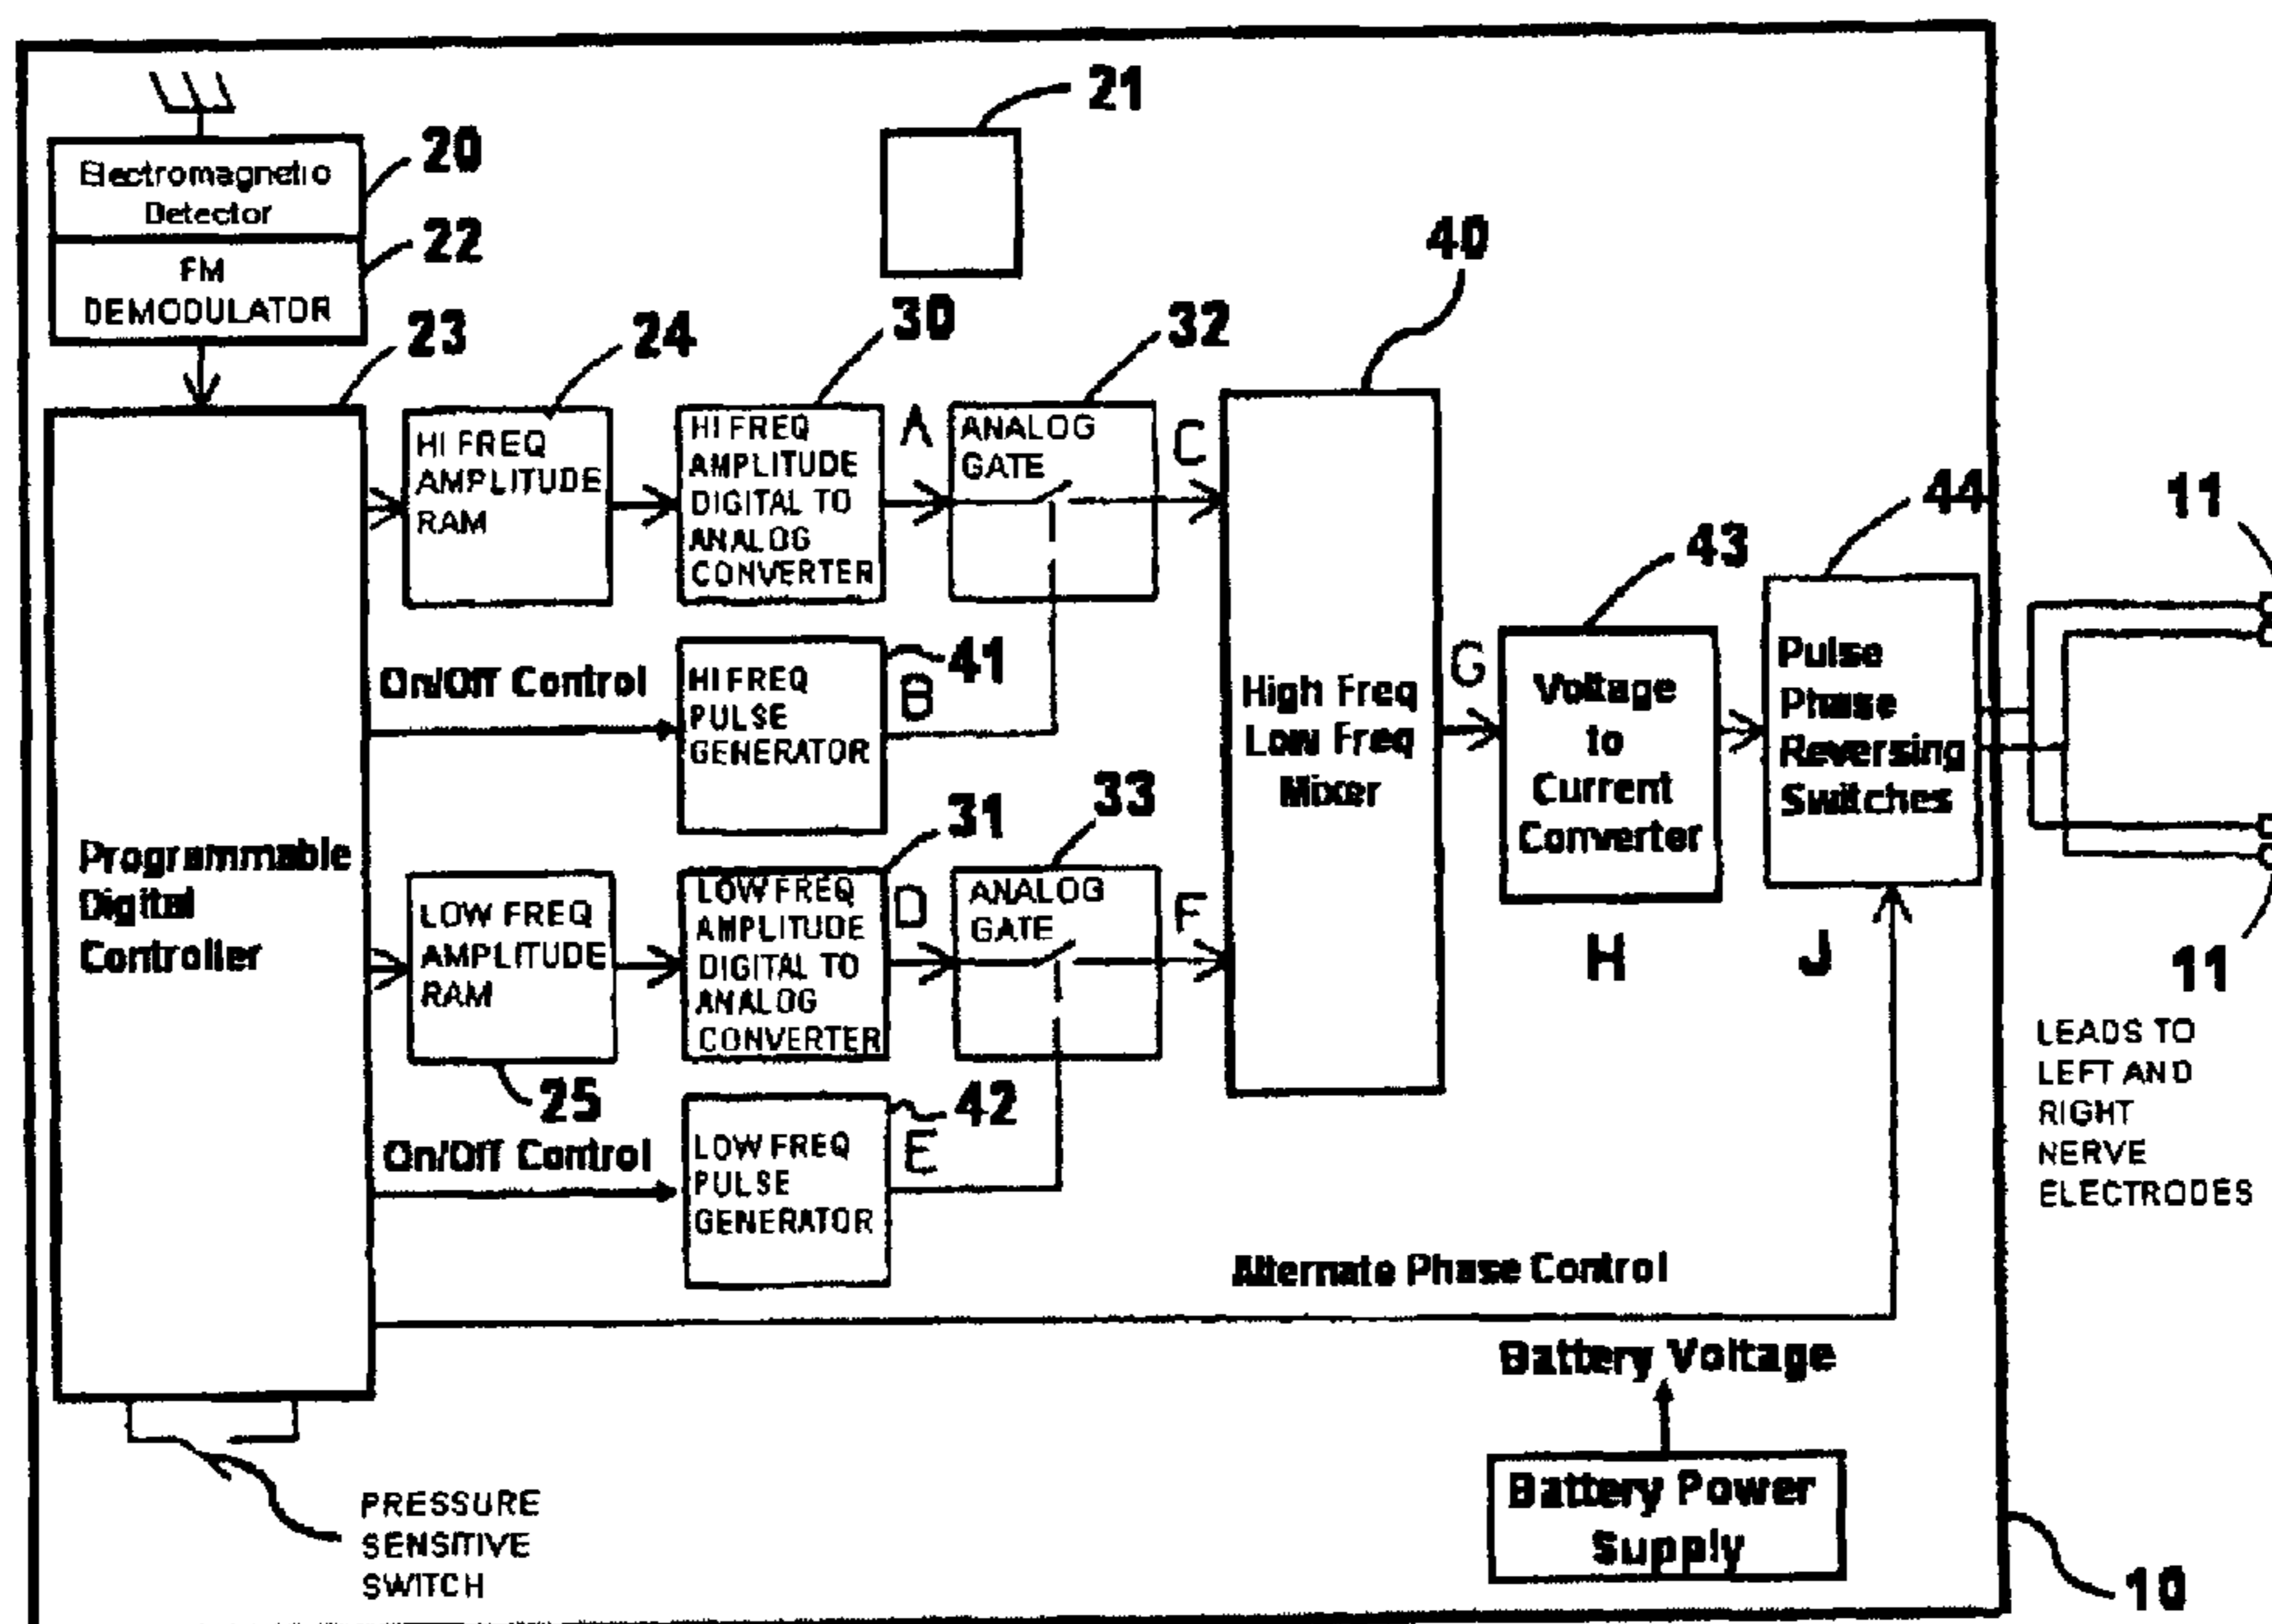 21
20
Electromagnetic
Detector
22
FM
DEMODULATOR
23
24
30
32
40
HI FREQ
AMPLITUDE
RAM
HI FREQ
AMPLITUDE
DIGITAL TO
ANALOG
CONVERTER
A
ANALOG
GATE
C
44
11
43
On/Off Control
HI FREQ
PULSE
GENERATOR
41
B
High Freq
Low Freq
Mixer
G
Voltage
to
Current
Converter
Pulse
Phase
Reversing
Switches
Programmable
Digital
Controller
31
33
LOW FREQ
AMPLITUDE
RAM
25
LOW FREQ
AMPLITUDE
DIGITAL TO
ANALOG
CONVERTER
D
ANALOG
GATE
F
H
J
11
LEADS TO
LEFT AND
RIGHT
NERVE
ELECTRODES
On/Off Control
LOW FREQ
PULSE
GENERATOR
42
E
Alternate Phase Control
Battery Voltage
Battery Power
Supply
PRESSURE
SENSITIVE
SWITCH
10